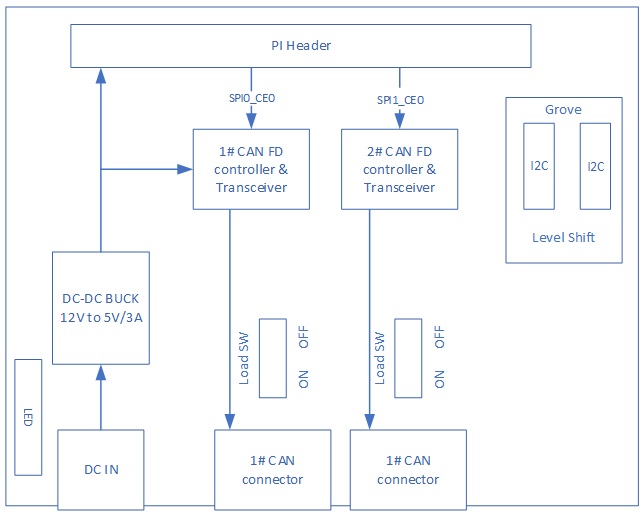 PI Header
SPI0_CE0
SPI1_CE0
1# CAN FD
controller &
Transceiver
2# CAN FD
controller &
Transceiver
Grove
I2C
I2C
Level Shift
DC-DC BUCK
12V to 5V/3A
Load SW
OFF
ON
Load SW
OFF
ON
LED
DC IN
1# CAN
connector
1# CAN
connector